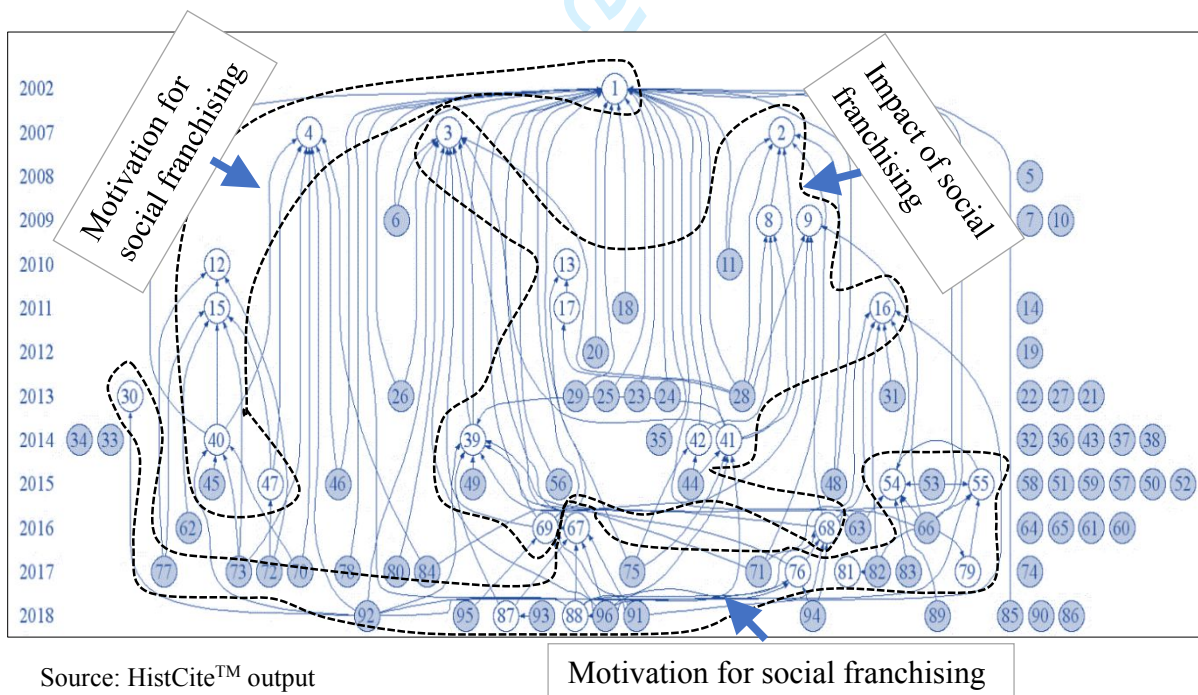 Motivation for
social franchising
Impact of social
franchising
2002 1
2007 4 3 2
2008 5
2009 6 8 9 7 10
2010 12 13 11
2011 15 17 18 16 14
2012 20 19
2013 30 26 29 25 23 24 28 31 22 27 21
2014 34 33 40 39 35 42 41 32 36 43 37 38
2015 45 47 46 49 56 44 48 54 53 55 58 51 59 57 50 52
2016 62 69 67 68 63 66 64 65 61 60
2017 77 73 72 70 78 80 84 75 71 76 81 82 83 79 74
2018 92 95 87 93 88 96 91 94 89 85 90 86
Source: HistCite™ output
Motivation for social franchising